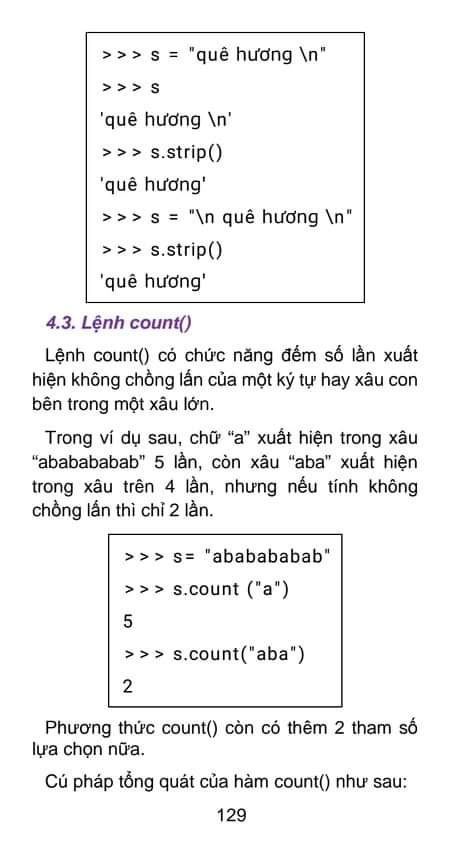 > > > s = "quê hương \n"
> > > s
'quê hương \n'
> > > s.strip()
'quê hương'
> > > s = "\n quê hương \n"
> > > s.strip()
'quê hương'
4.3. Lệnh count()
Lệnh count() có chức năng đếm số lần xuất
hiện không chồng lấn của một ký tự hay xâu con
bên trong một xâu lớn.
Trong ví dụ sau, chữ “a” xuất hiện trong xâu
“ababababab” 5 lần, còn xâu “aba” xuất hiện
trong xâu trên 4 lần, nhưng nếu tính không
chồng lấn thì chỉ 2 lần.
> > > s= "ababababab"
> > > s.count ("a")
5
> > > s.count("aba")
2
Phương thức count() còn có thêm 2 tham số
lựa chọn nữa.
Cú pháp tổng quát của hàm count() như sau:
129